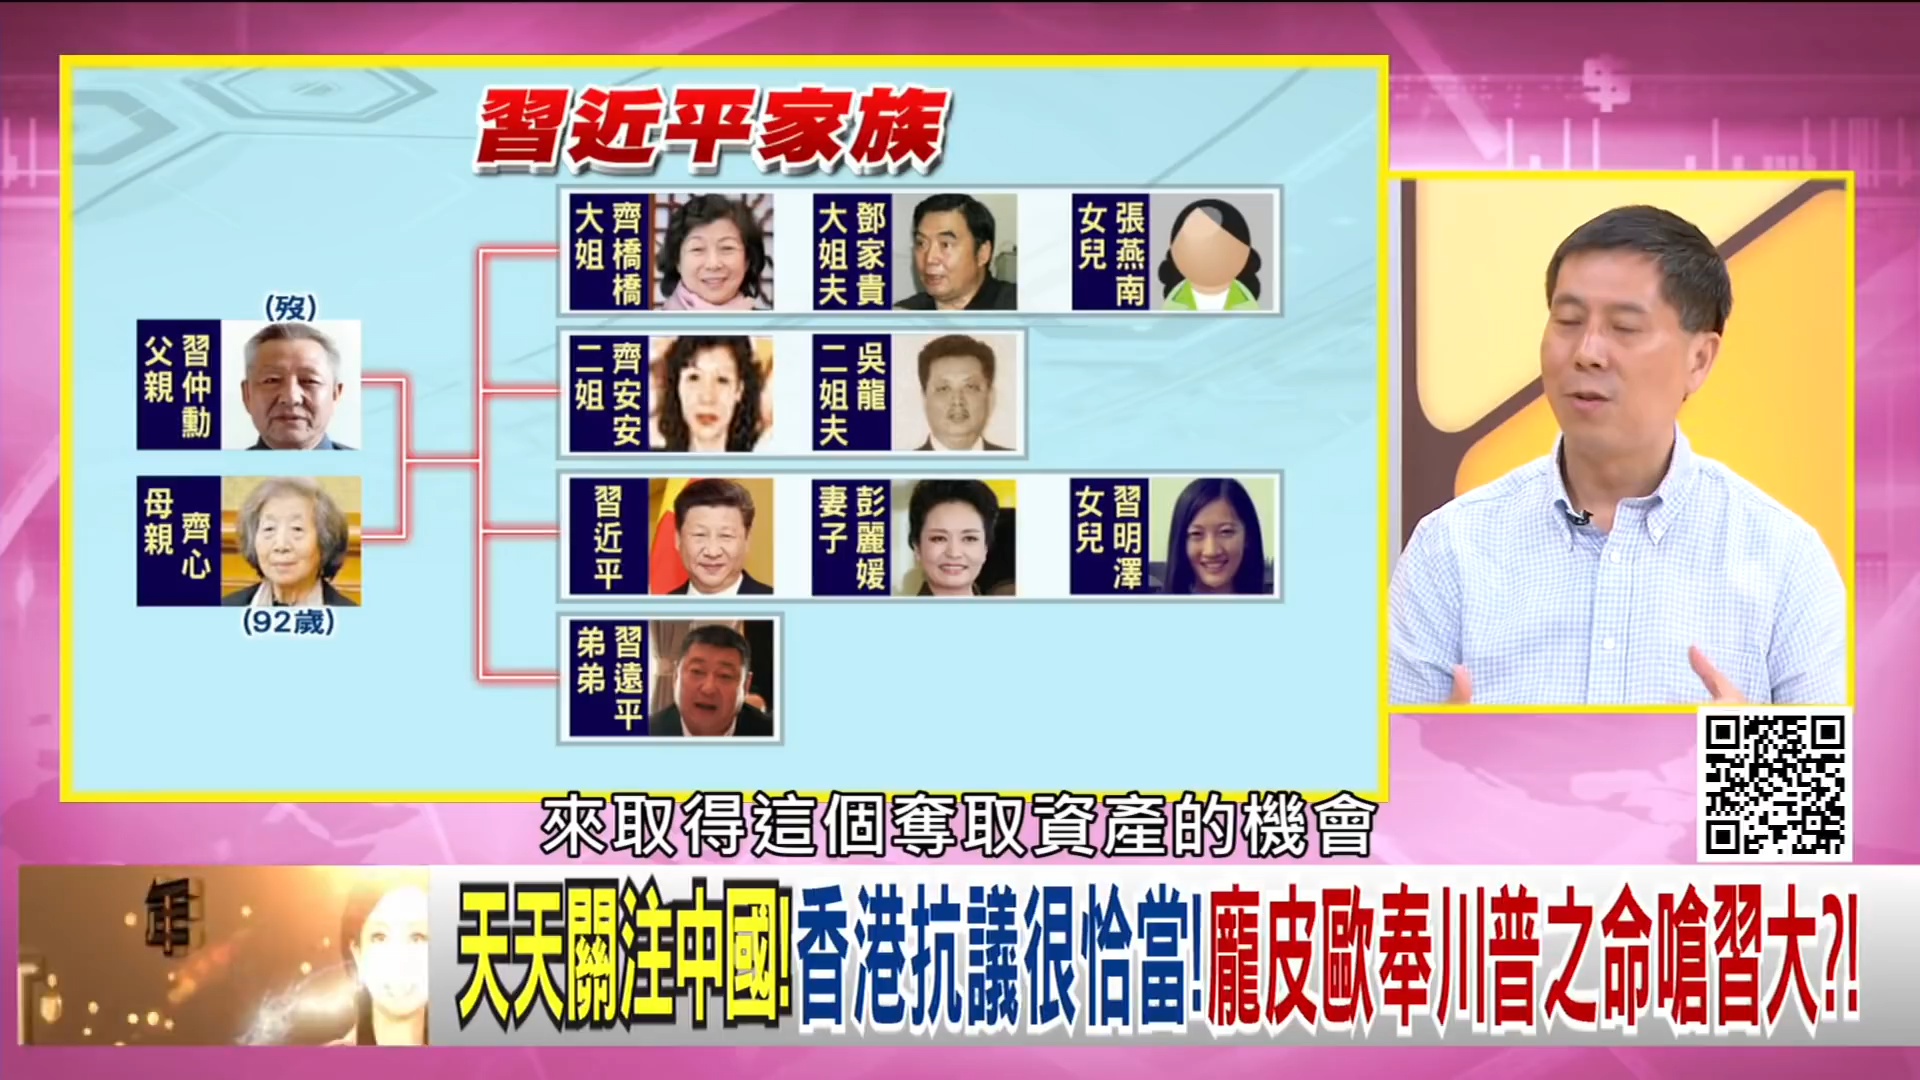 習近平家族
(歿)
父親 習仲勳
母親 齊心
(92歲)
大姐 齊橋橋
大姐夫 鄧家貴
女兒 張燕南
二姐 齊安安
二姐夫 吳龍
習近平
妻子 彭麗媛
女兒 習明澤
弟弟 習遠平
來取得這個奪取資產的機會
年
天天關注中國!香港抗議很恰當!龐皮歐奉川普之命嗆習大?!